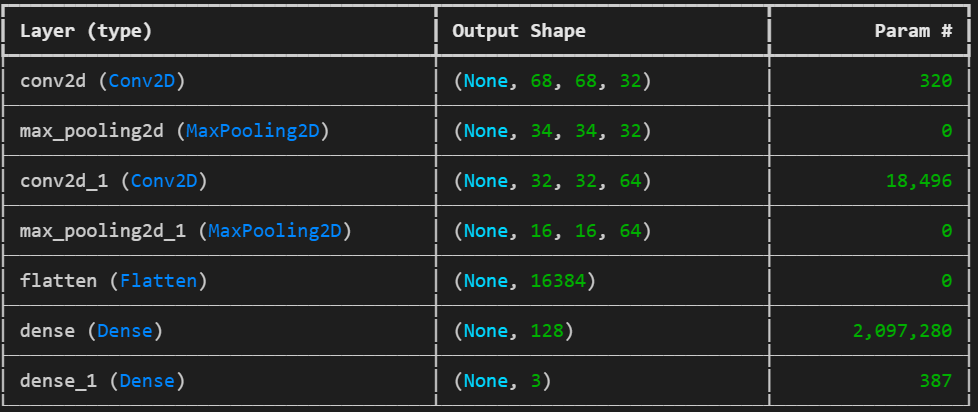 Layer (type) Output Shape Param #
conv2d (Conv2D) (None, 68, 68, 32) 320
max_pooling2d (MaxPooling2D) (None, 34, 34, 32) 0
conv2d_1 (Conv2D) (None, 32, 32, 64) 18,496
max_pooling2d_1 (MaxPooling2D) (None, 16, 16, 64) 0
flatten (Flatten) (None, 16384) 0
dense (Dense) (None, 128) 2,097,280
dense_1 (Dense) (None, 3) 387